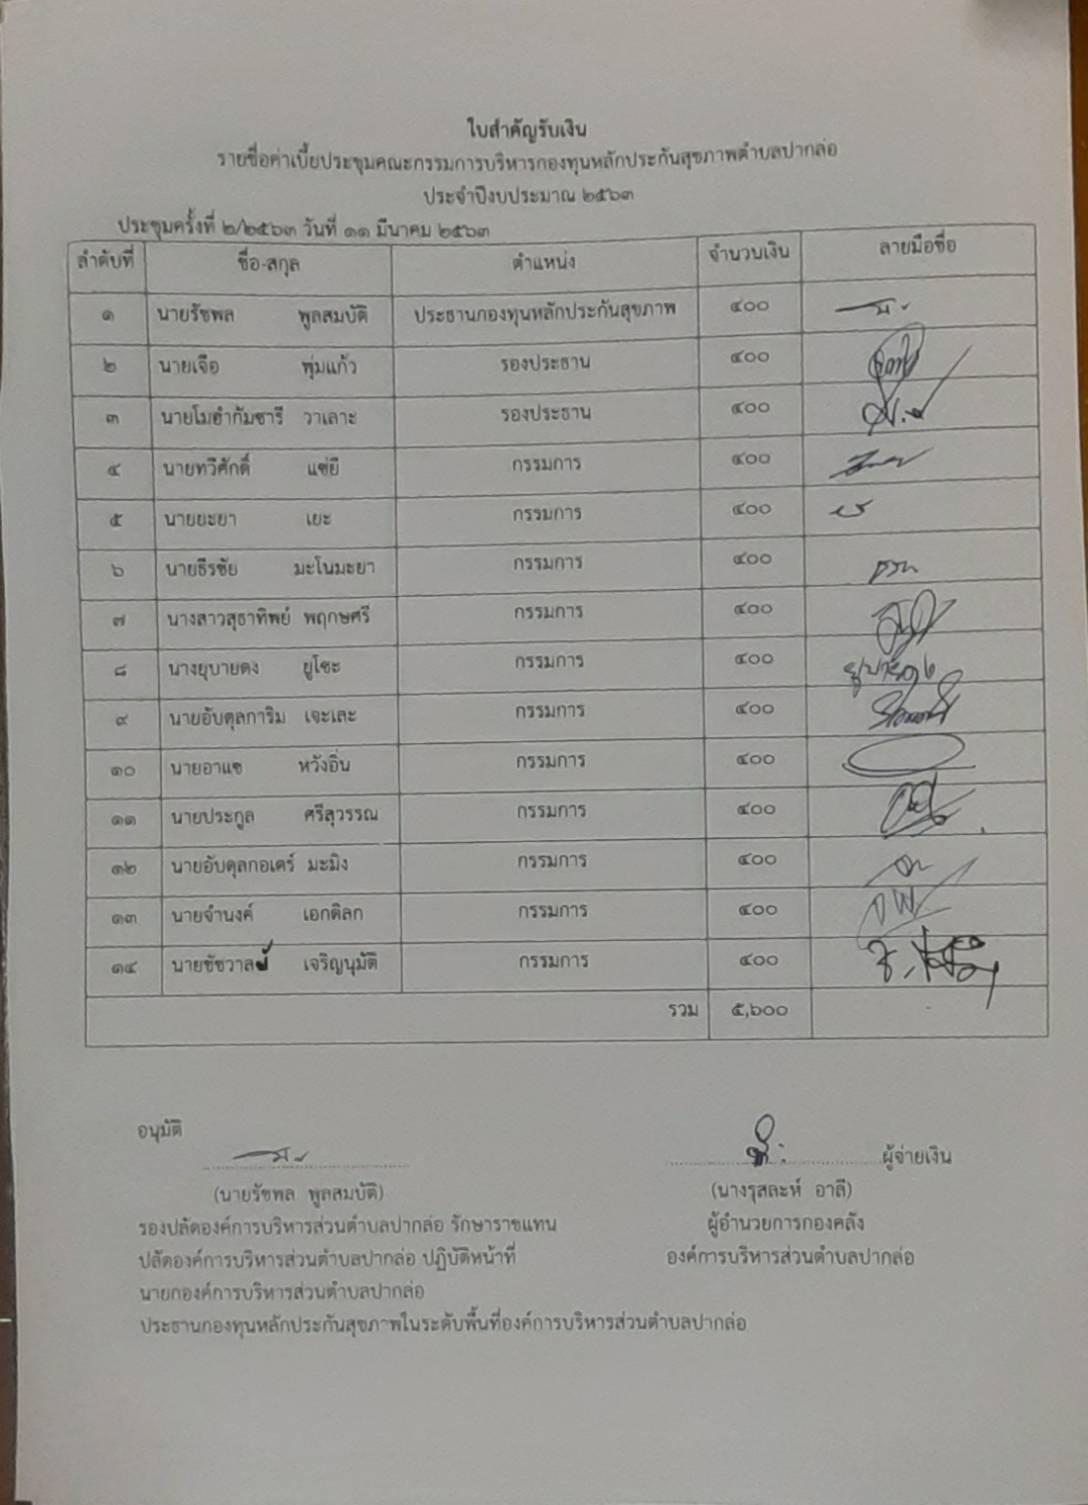 ใบสำคัญรับเงิน
รายชื่อค่าเบี้ยประชุมคณะกรรมการบริหารกองทุนหลักประกันสุขภาพตำบลปากล่อ
ประจำปีงบประมาณ ๒๕๖๓
ประชุมครั้งที่ ๒/๒๕๖๓ วันที่ ๑๑ มีนาคม ๒๕๖๓
ลำดับที่ ชื่อ-สกุล ตำแหน่ง จำนวนเงิน ลายมือชื่อ
๑ นายรัชพล พูลสมบัติ ประธานกองทุนหลักประกันสุขภาพ ๔๐๐
๒ นายเจือ พุ่มแก้ว รองประธาน ๔๐๐
๓ นายโมฮำกัมซารี วาเลาะ รองประธาน ๔๐๐
๔ นายทวีศักดิ์ แซ่ยี กรรมการ ๔๐๐
๕ นายยะยา เยะ กรรมการ ๔๐๐
๖ นายธีรชัย มะโนมะยา กรรมการ ๔๐๐
๗ นางสาวสุธาทิพย์ พฤกษศรี กรรมการ ๔๐๐
๘ นางยุบายดง ยูโซะ กรรมการ ๔๐๐
๙ นายอับดุลการิม เจะเละ กรรมการ ๔๐๐
๑๐ นายอาแซ หวังอิ่น กรรมการ ๔๐๐
๑๑ นายประกูล ศรีสุวรรณ กรรมการ ๔๐๐
๑๒ นายอับดุลกอเดร์ มะมิง กรรมการ ๔๐๐
๑๓ นายจำนงค์ เอกดิลก กรรมการ ๔๐๐
๑๔ นายชัชวาลย์ เจริญนุมัติ กรรมการ ๔๐๐
รวม ๕,๖๐๐
อนุมัติ
ผู้จ่ายเงิน
(นายรัชพล พูลสมบัติ) (นางรุสละห์ อาลี)
รองปลัดองค์การบริหารส่วนตำบลปากล่อ รักษาราชแทน ผู้อำนวยการกองคลัง
ปลัดองค์การบริหารส่วนตำบลปากล่อ ปฏิบัติหน้าที่ องค์การบริหารส่วนตำบลปากล่อ
นายกองค์การบริหารส่วนตำบลปากล่อ
ประธานกองทุนหลักประกันสุขภาพในระดับพื้นที่องค์การบริหารส่วนตำบลปากล่อ